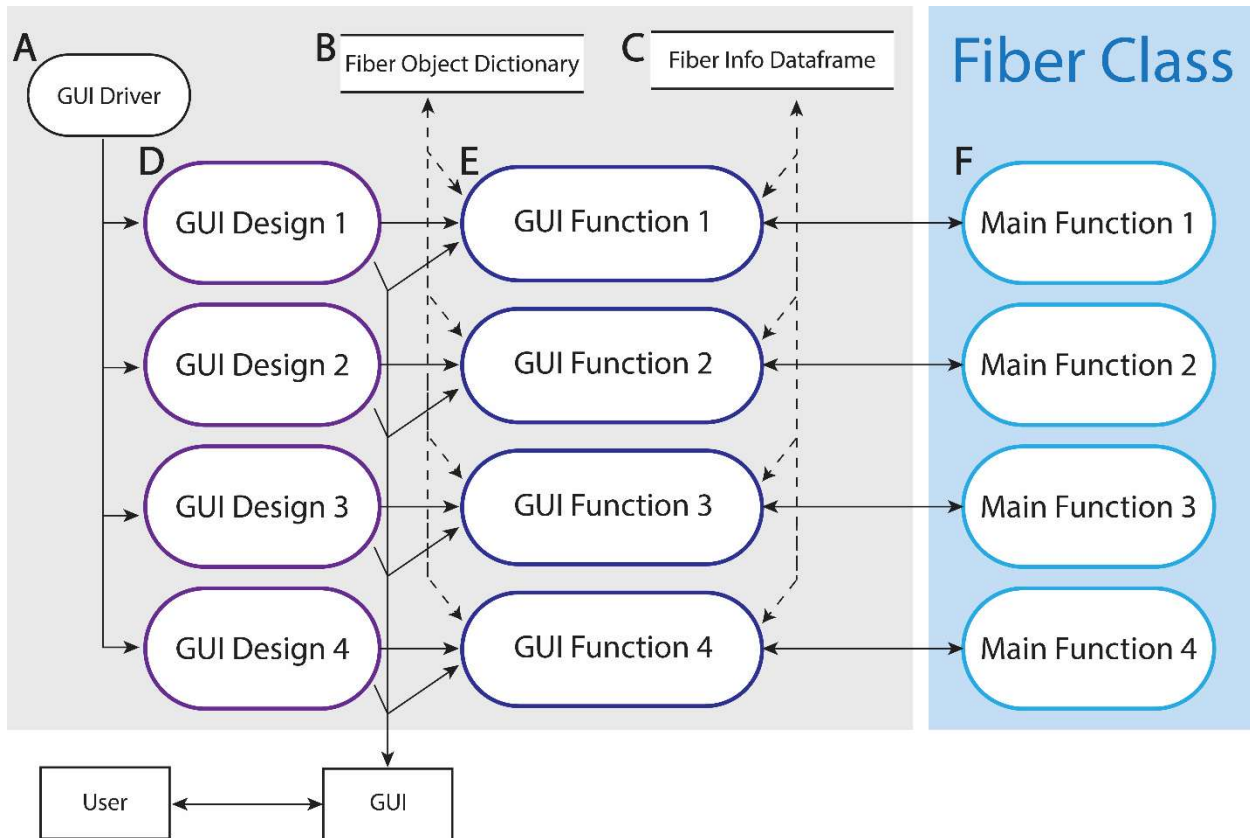 A
GUI Driver
B
Fiber Object Dictionary
C
Fiber Info Dataframe
Fiber Class
D
GUI Design 1
E
GUI Function 1
F
Main Function 1
GUI Design 2
GUI Function 2
Main Function 2
GUI Design 3
GUI Function 3
Main Function 3
GUI Design 4
GUI Function 4
Main Function 4
User
GUI